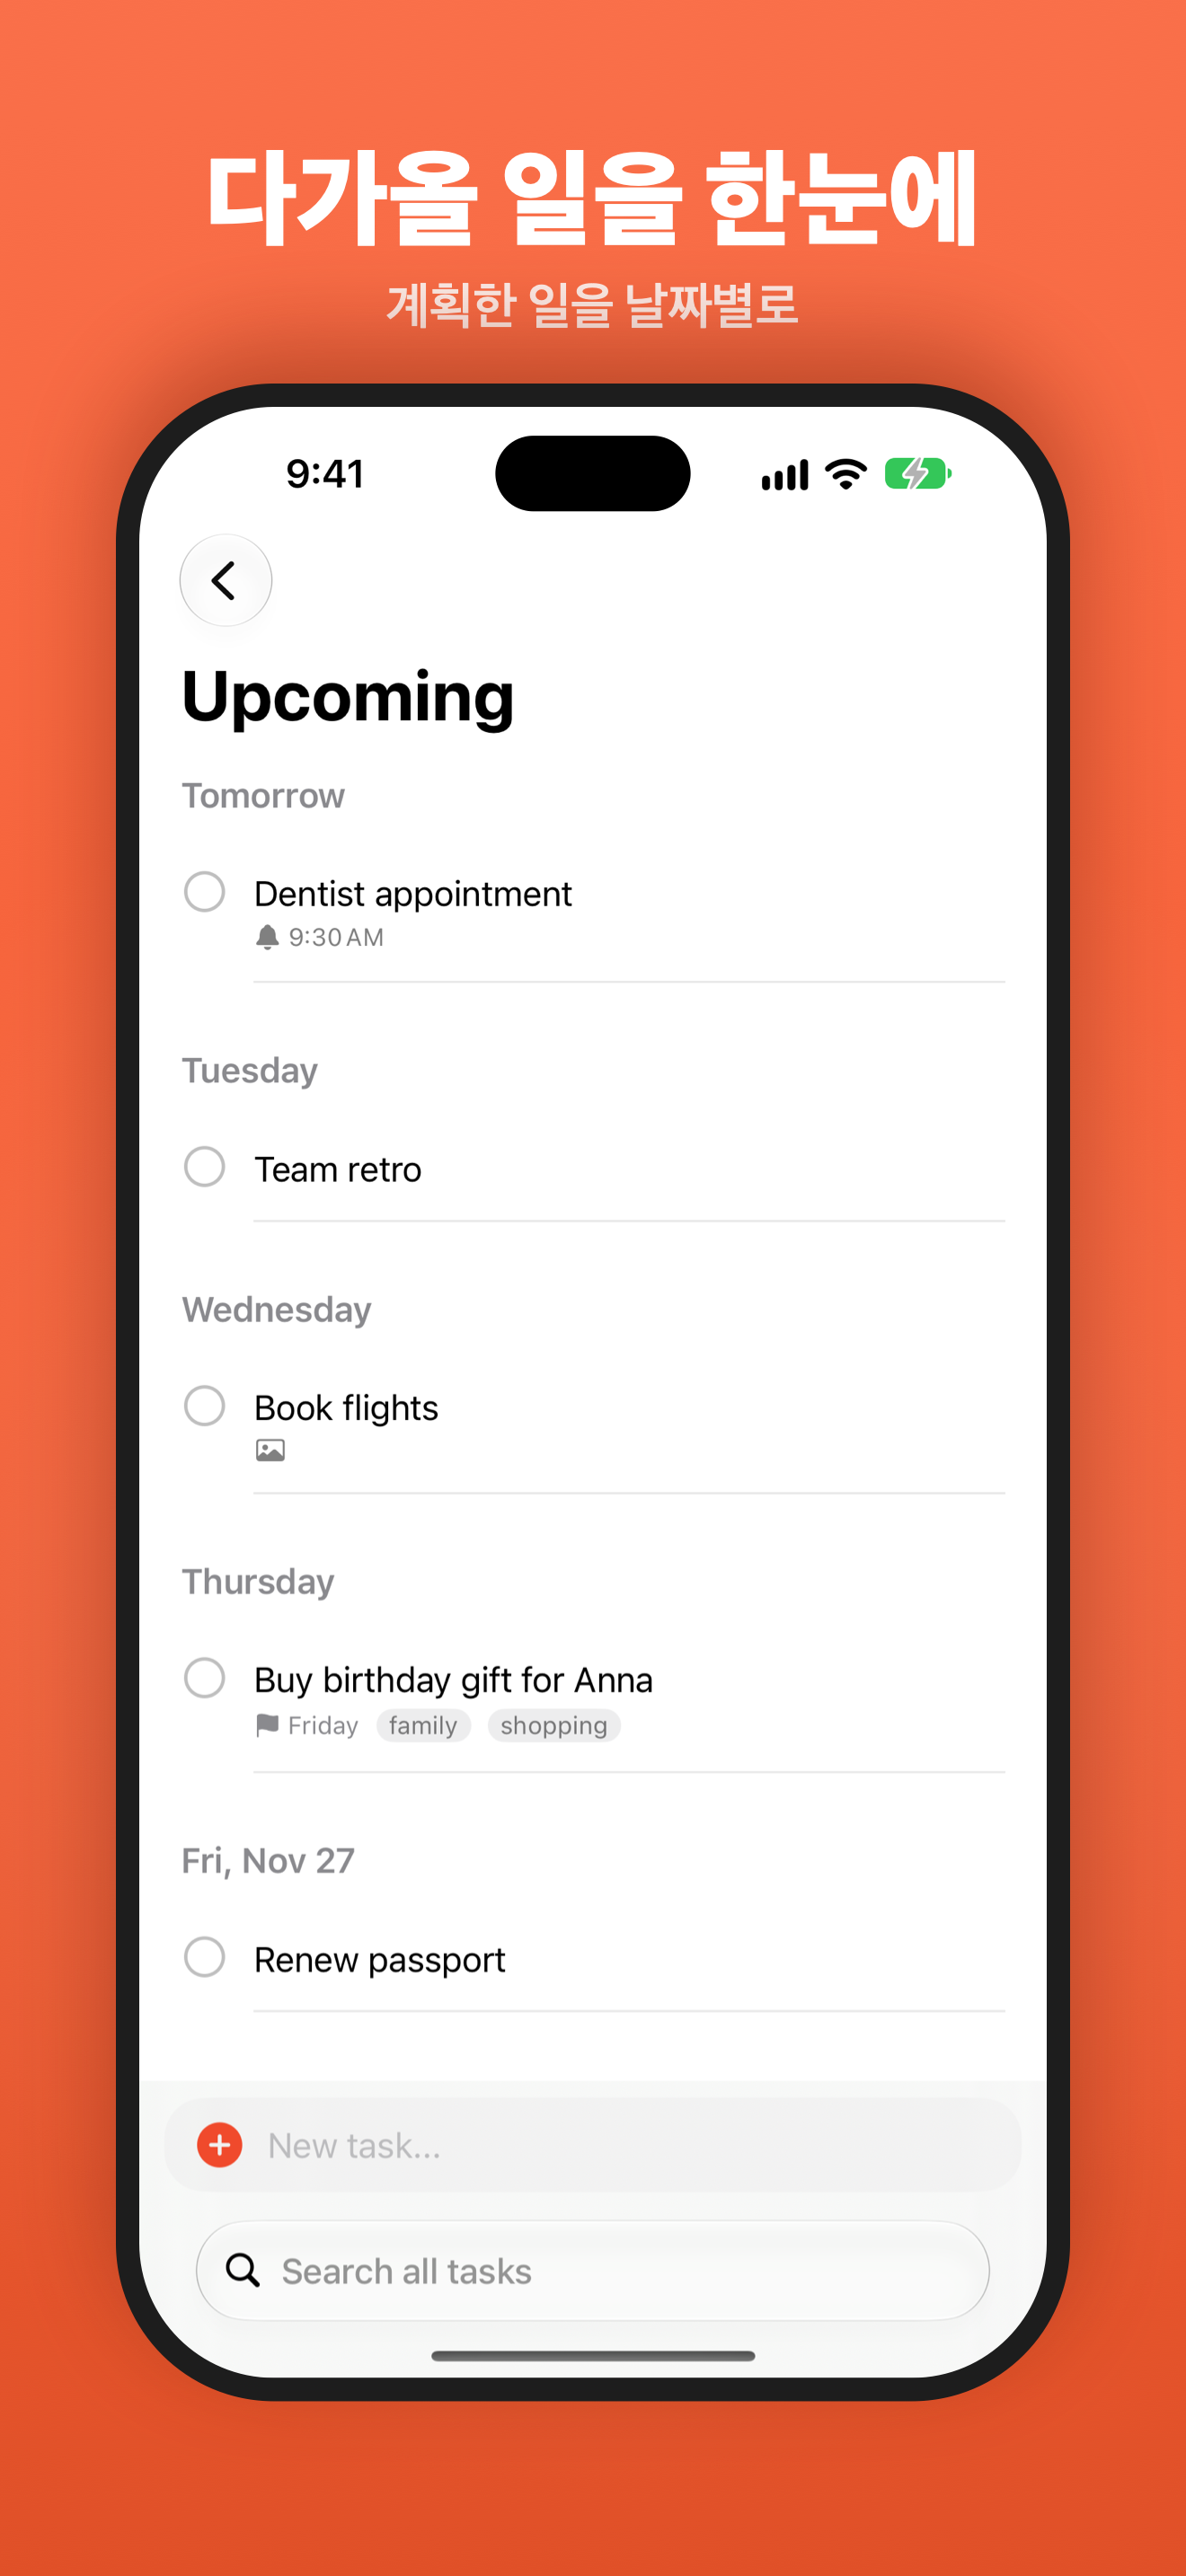 다가올 일을 한눈에
계획한 일을 날짜별로
9:41
Upcoming
Tomorrow
Dentist appointment
9:30 AM
Tuesday
Team retro
Wednesday
Book flights
Thursday
Buy birthday gift for Anna
Friday family shopping
Fri, Nov 27
Renew passport
New task...
Search all tasks